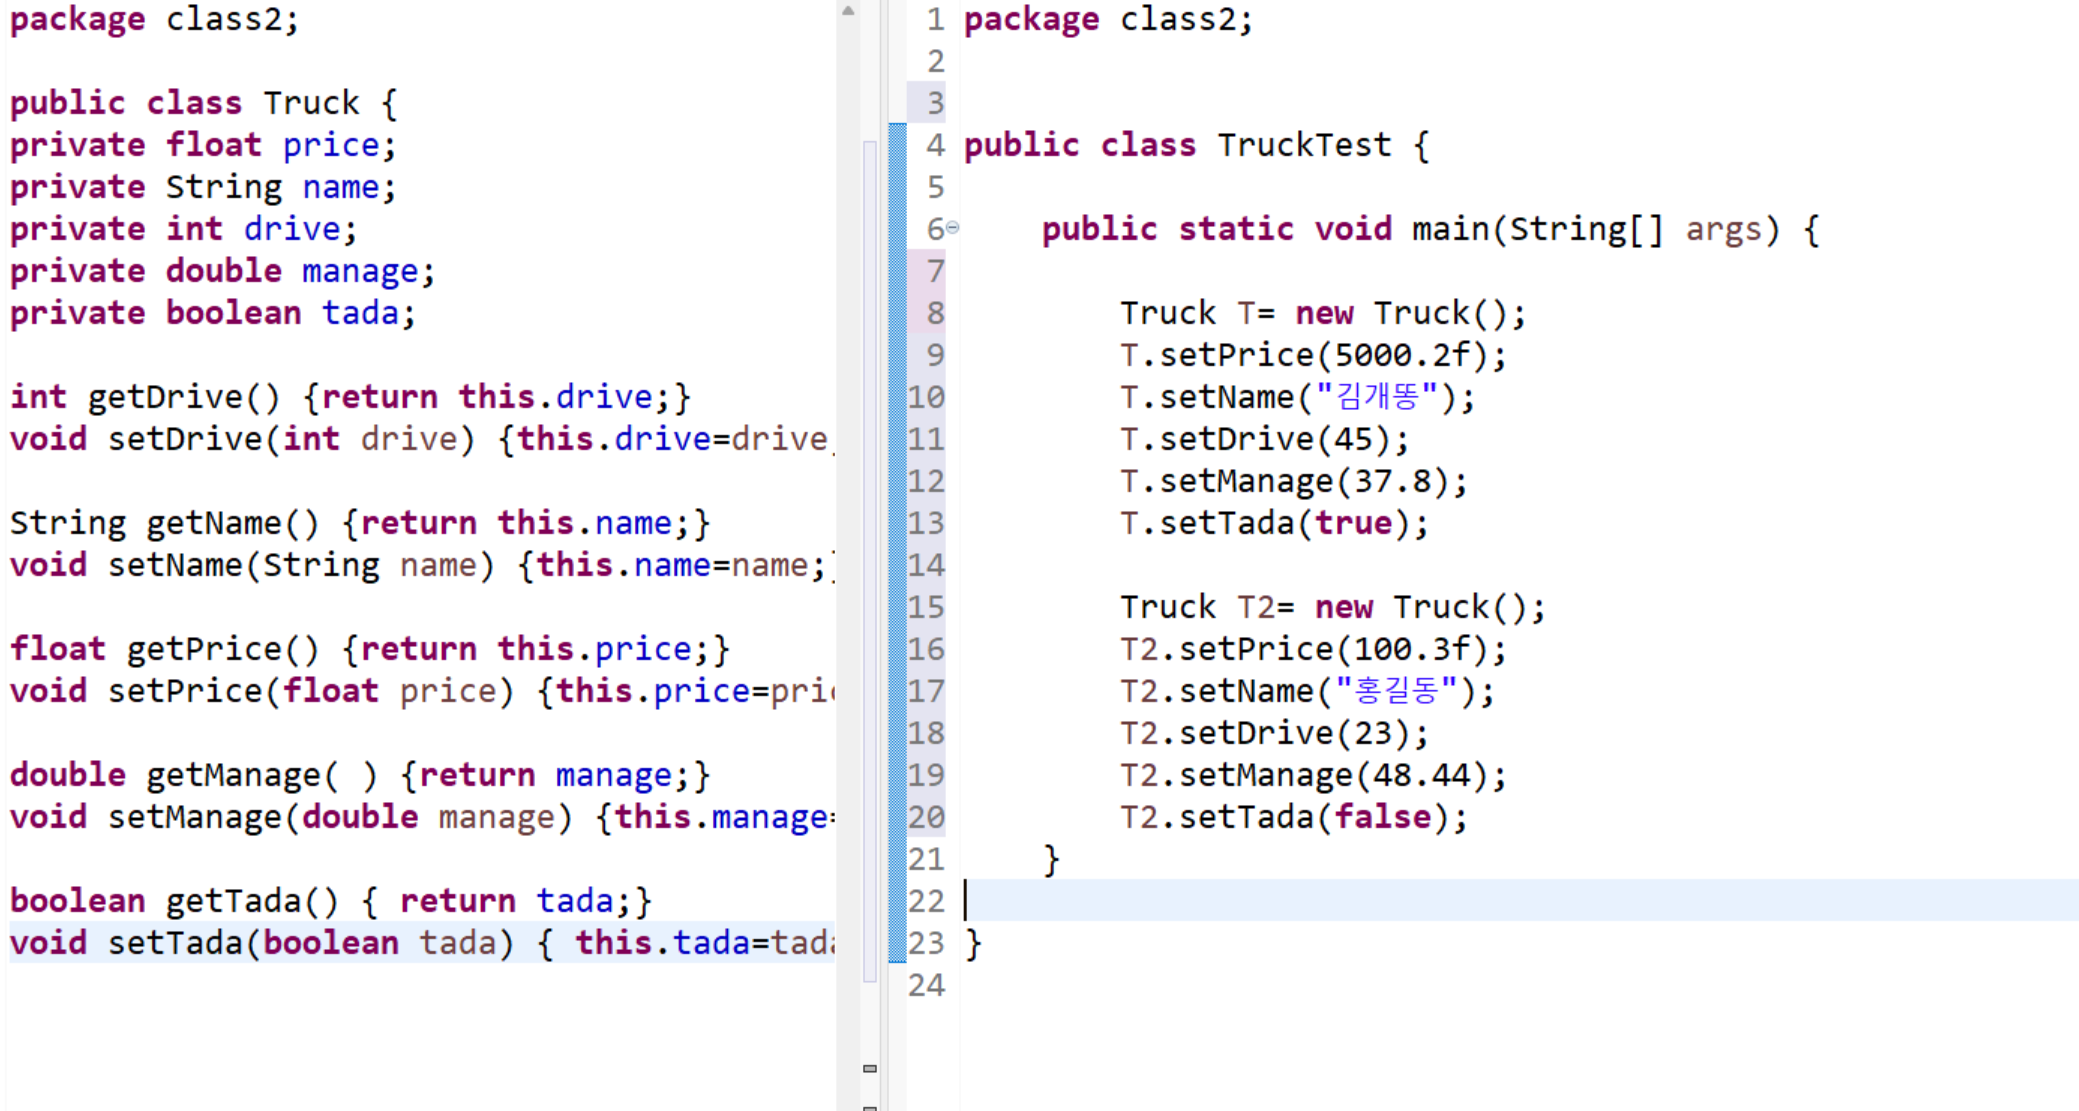 package class2;
public class Truck {
private float price;
private String name;
private int drive;
private double manage;
private boolean tada;
int getDrive() {return this.drive;}
void setDrive(int drive) {this.drive=drive
String getName() {return this.name;}
void setName(String name) {this.name=name;
float getPrice() {return this.price;}
void setPrice(float price) {this.price=pri
double getManage( ) {return manage;}
void setManage(double manage) {this.manage=
boolean getTada() { return tada;}
void setTada(boolean tada) { this.tada=tad
1 package class2;
2
3
4 public class TruckTest {
5
6 public static void main(String[] args) {
7
8 Truck T= new Truck();
9 T.setPrice(5000.2f);
10 T.setName("김개똥");
11 T.setDrive(45);
12 T.setManage(37.8);
13 T.setTada(true);
14
15 Truck T2= new Truck();
16 T2.setPrice(100.3f);
17 T2.setName("홍길동");
18 T2.setDrive(23);
19 T2.setManage(48.44);
20 T2.setTada(false);
21 }
22
23 }
24